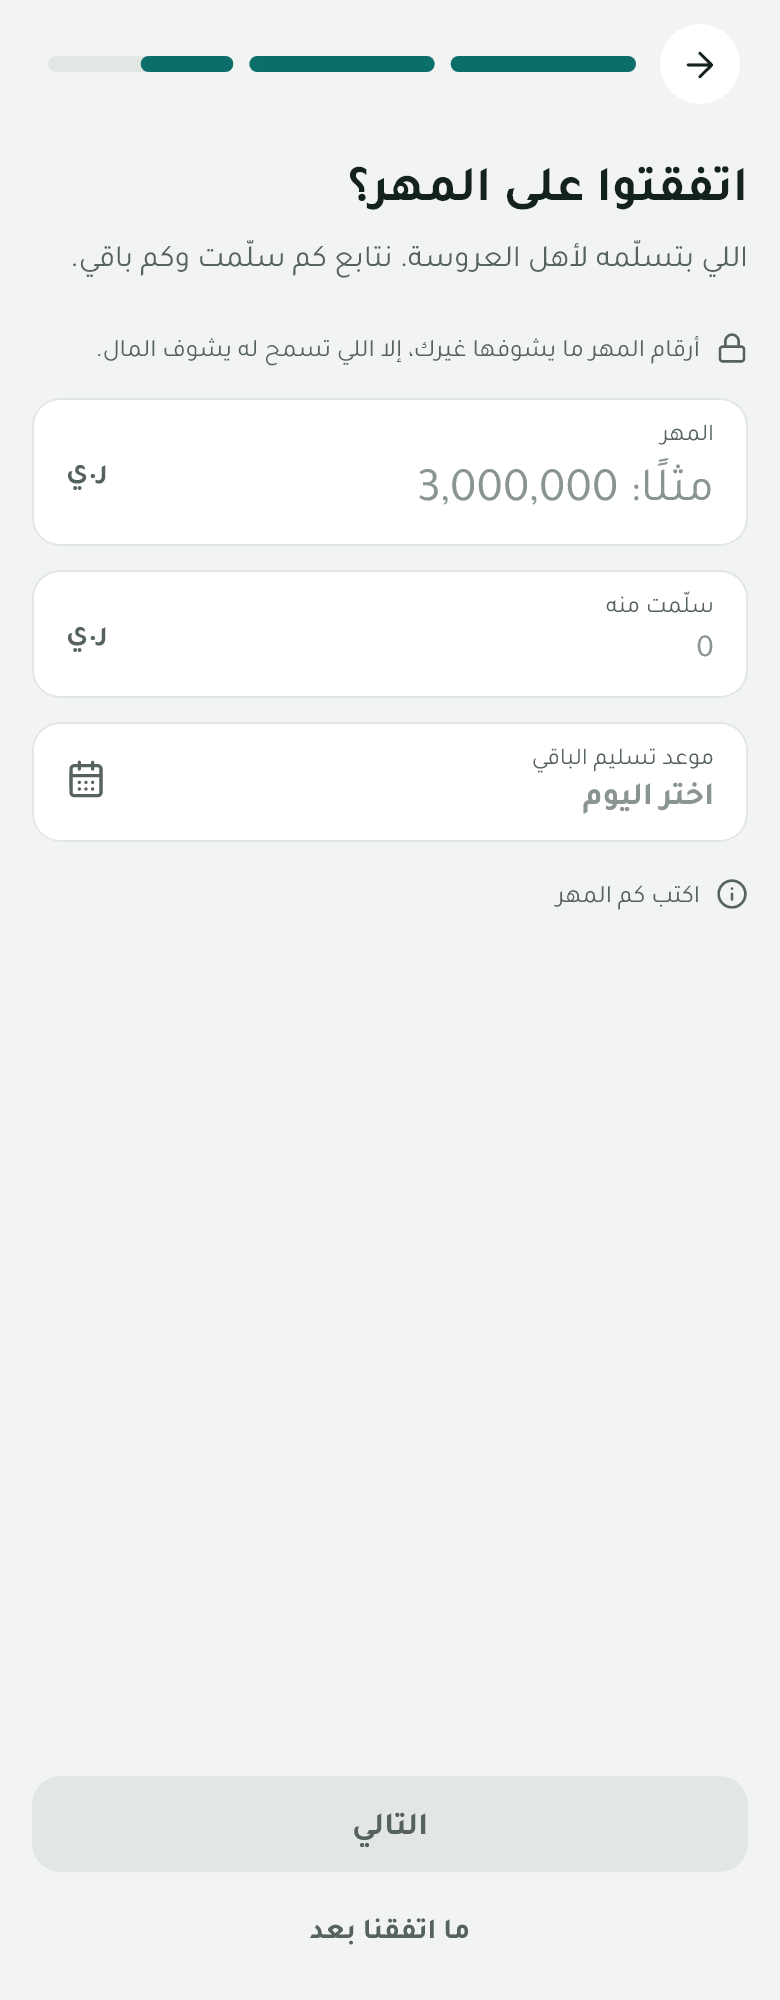 اتفقتوا على المهر؟
اللي بتسلّمه لأهل العروسة. نتابع كم سلّمت وكم باقي.
أرقام المهر ما يشوفها غيرك، إلا اللي تسمح له يشوف المال.
المهر
مثلًا: 3,000,000
ر.ي
سلّمت منه
0
ر.ي
موعد تسليم الباقي
اختر اليوم
اكتب كم المهر
التالي
ما اتفقنا بعد